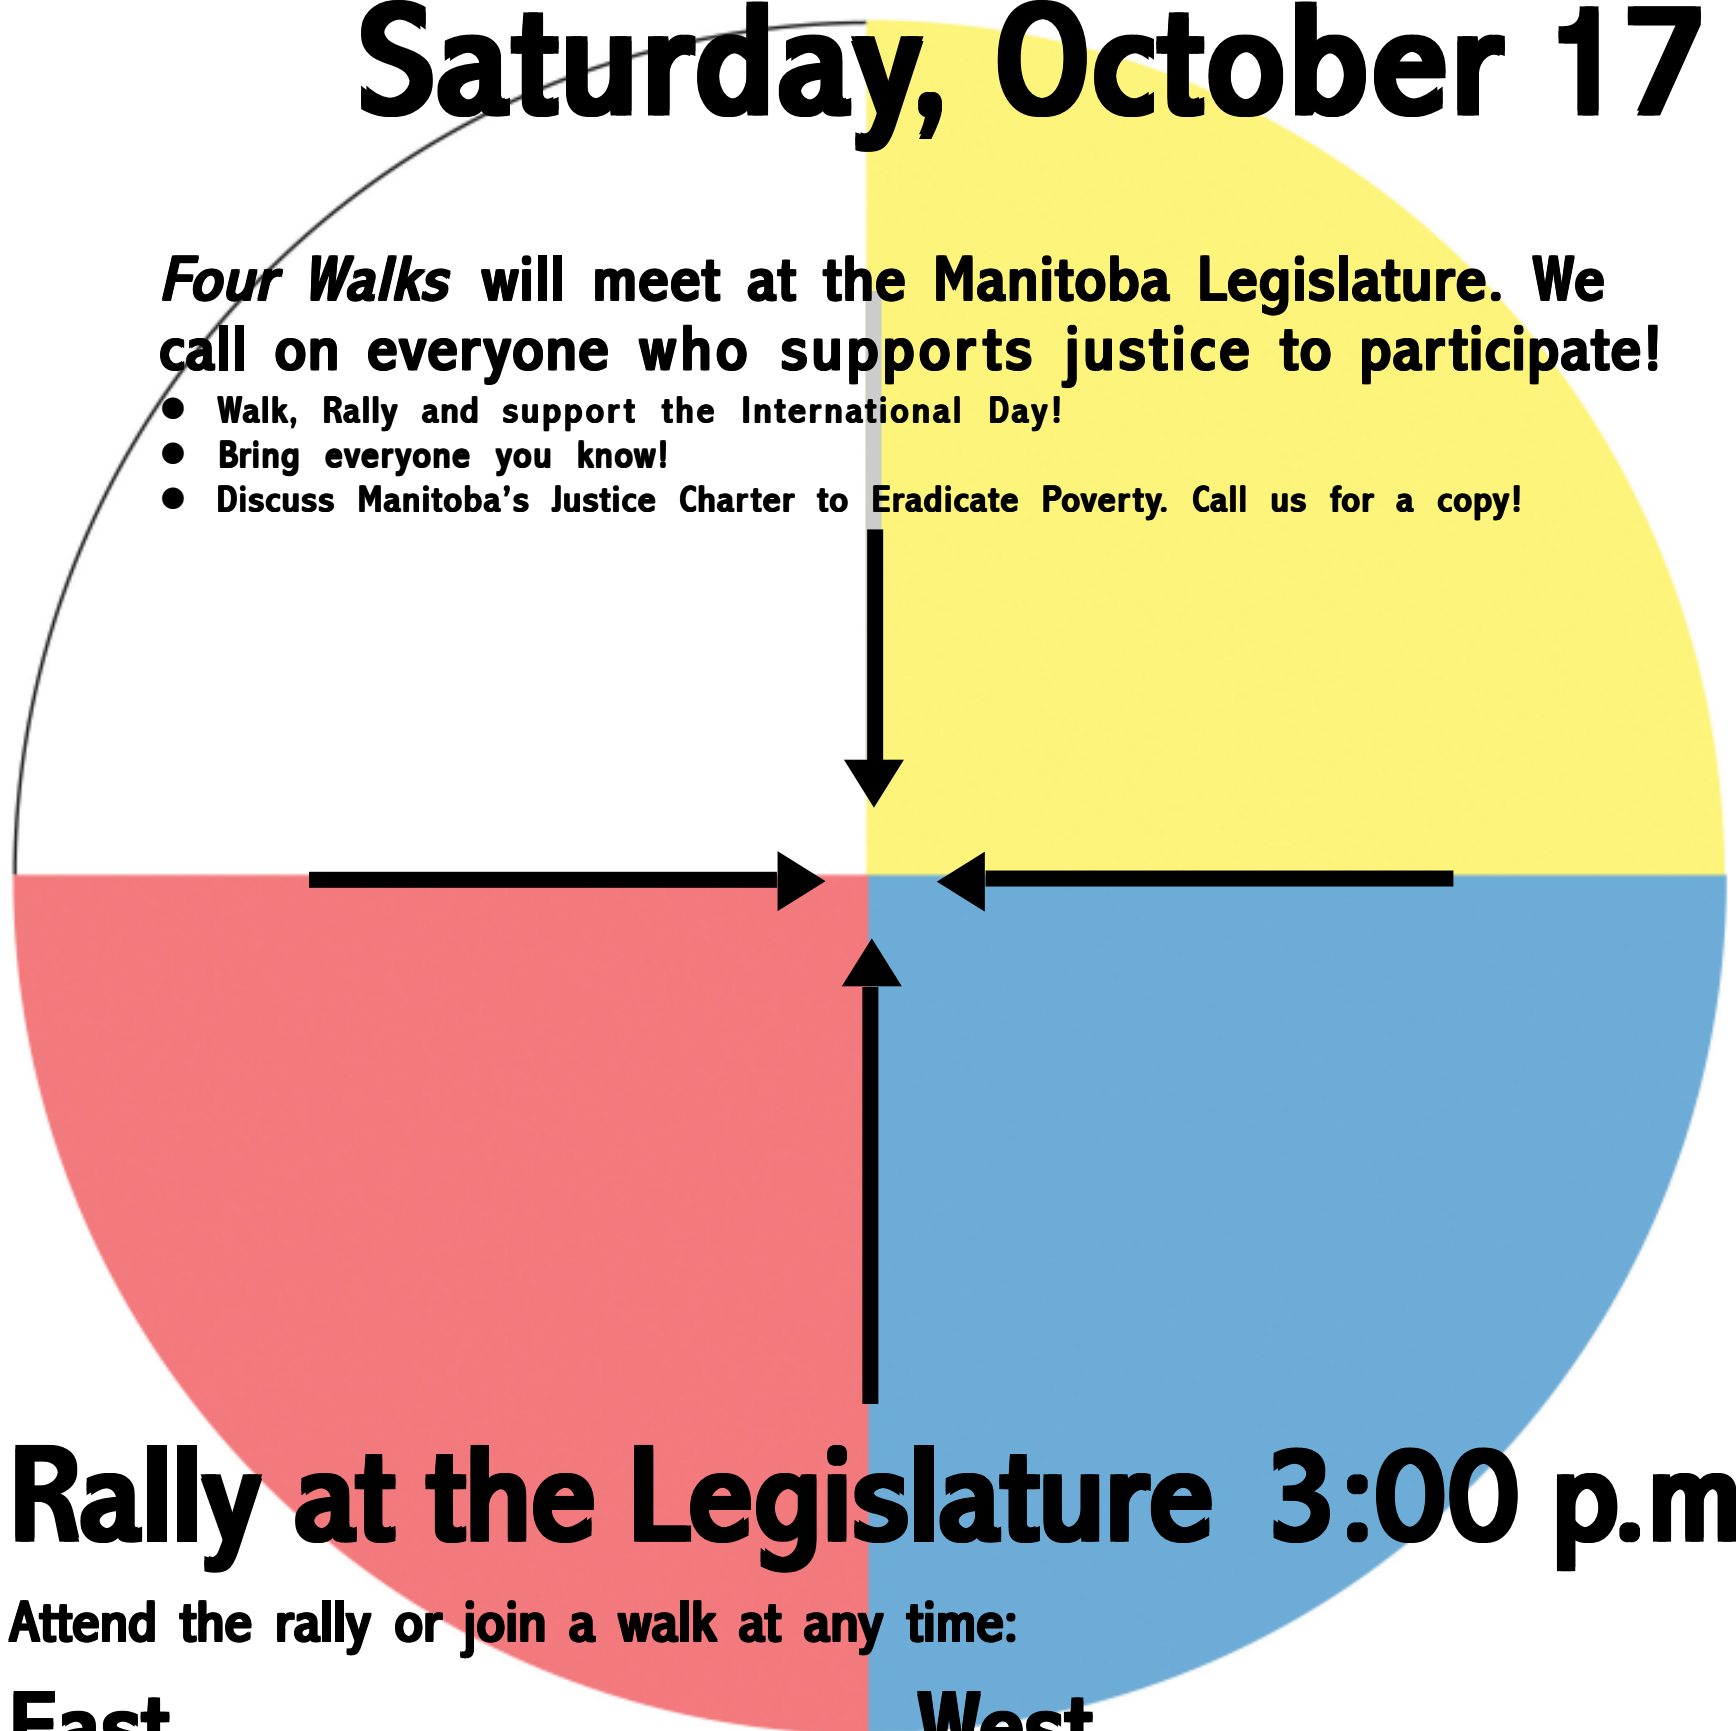 Saturday, October 17
Four Walks will meet at the Manitoba Legislature. We
call on everyone who supports justice to participate!
● Walk, Rally and support the International Day!
● Bring everyone you know!
● Discuss Manitoba’s Justice Charter to Eradicate Poverty. Call us for a copy!
Rally at the Legislature 3:00 p.m
Attend the rally or join a walk at any time:
East West